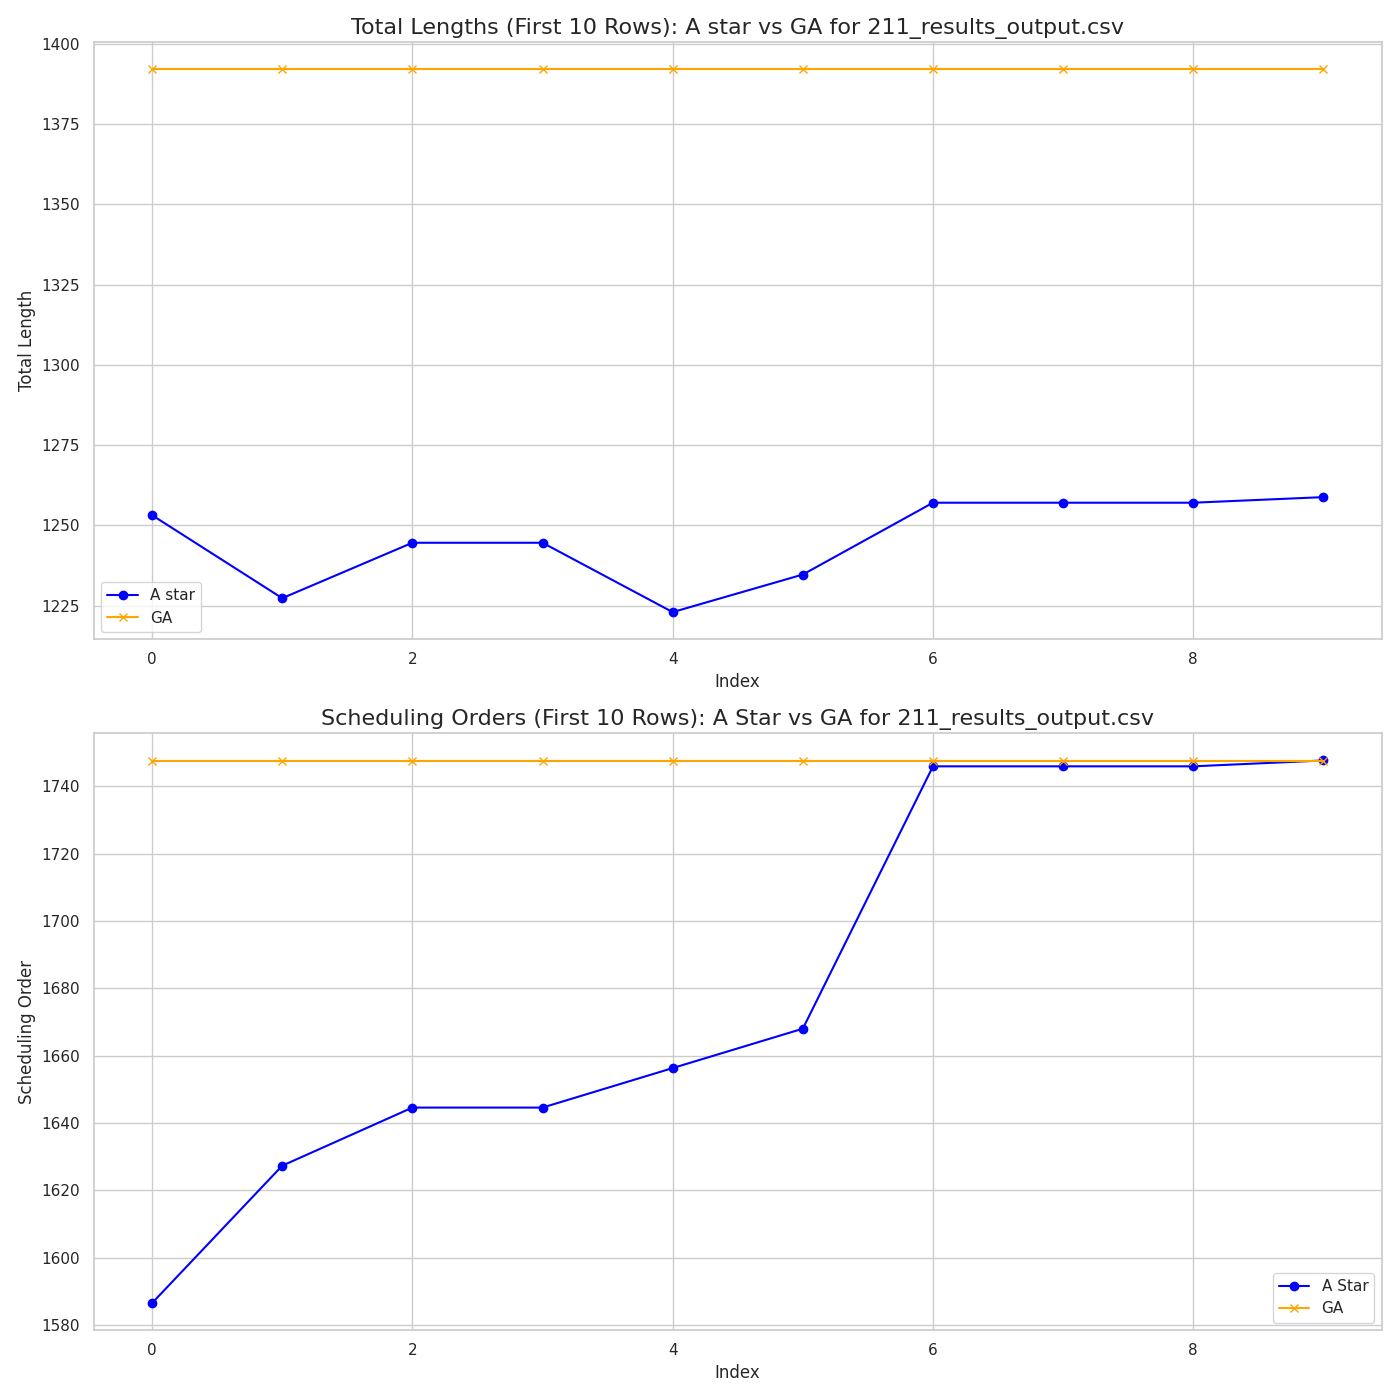 Total Lengths (First 10 Rows): A star vs GA for 211_results_output.csv
1400
1375
1350
1325
1300
1275
1250
1225
Total Length
A star
GA
0 2 4 6 8
Index
Scheduling Orders (First 10 Rows): A Star vs GA for 211_results_output.csv
1740
1720
1700
1680
1660
1640
1620
1600
1580
Scheduling Order
A Star
GA
0 2 4 6 8
Index